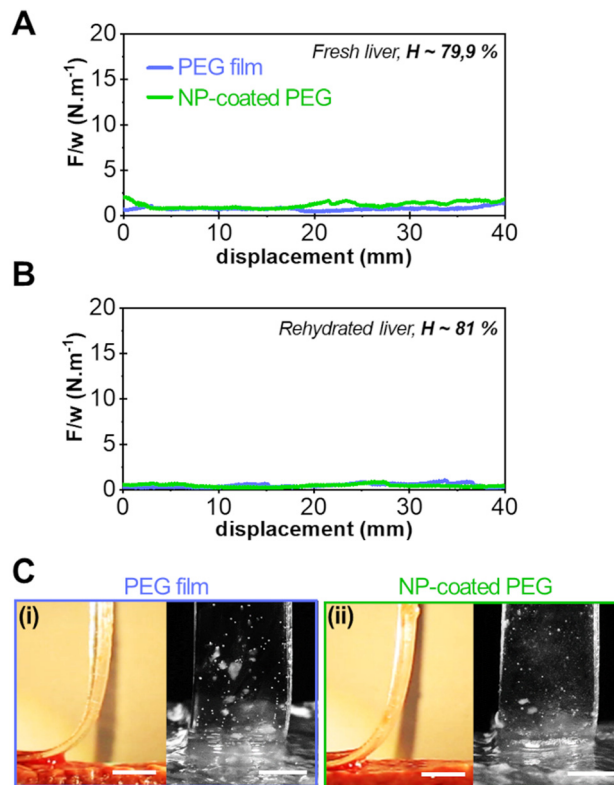 A
20
15
10
5
0
F/w (N.m⁻¹)
Fresh liver, H ~ 79,9 %
PEG film
NP-coated PEG
0 10 20 30 40
displacement (mm)
B
20
15
10
5
0
F/w (N.m⁻¹)
Rehydrated liver, H ~ 81 %
0 10 20 30 40
displacement (mm)
C
PEG film
NP-coated PEG
(i)
(ii)